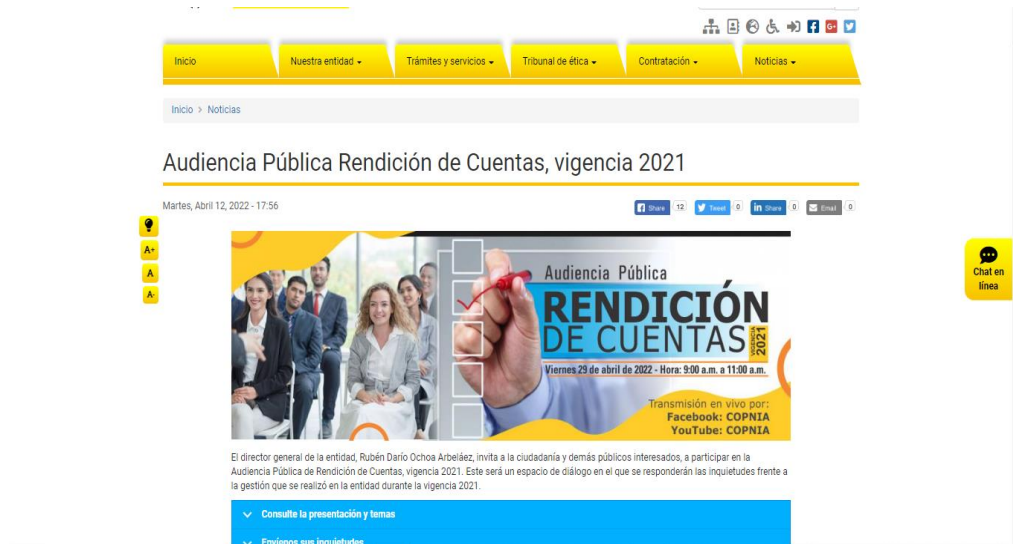 Inicio
Nuestra entidad
Trámites y servicios
Tribunal de ética
Contratación
Noticias
Inicio > Noticias
Audiencia Pública Rendición de Cuentas, vigencia 2021
Martes, Abril 12, 2022 - 17:56
Share 12 Tweet 0 Share 0 Email 0
A+
A
A-
Chat en
línea
Audiencia Pública
RENDICIÓN
DE CUENTAS
VIGENCIA
2021
Viernes 29 de abril de 2022 - Hora: 9:00 a.m. a 11:00 a.m.
Transmisión en vivo por:
Facebook: COPNIA
YouTube: COPNIA
El director general de la entidad, Rubén Darío Ochoa Arbeláez, invita a la ciudadanía y demás públicos interesados, a participar en la
Audiencia Pública de Rendición de Cuentas, vigencia 2021. Este será un espacio de diálogo en el que se responderán las inquietudes frente a
la gestión que se realizó en la entidad durante la vigencia 2021.
Consulte la presentación y temas
Envíenos sus inquietudes